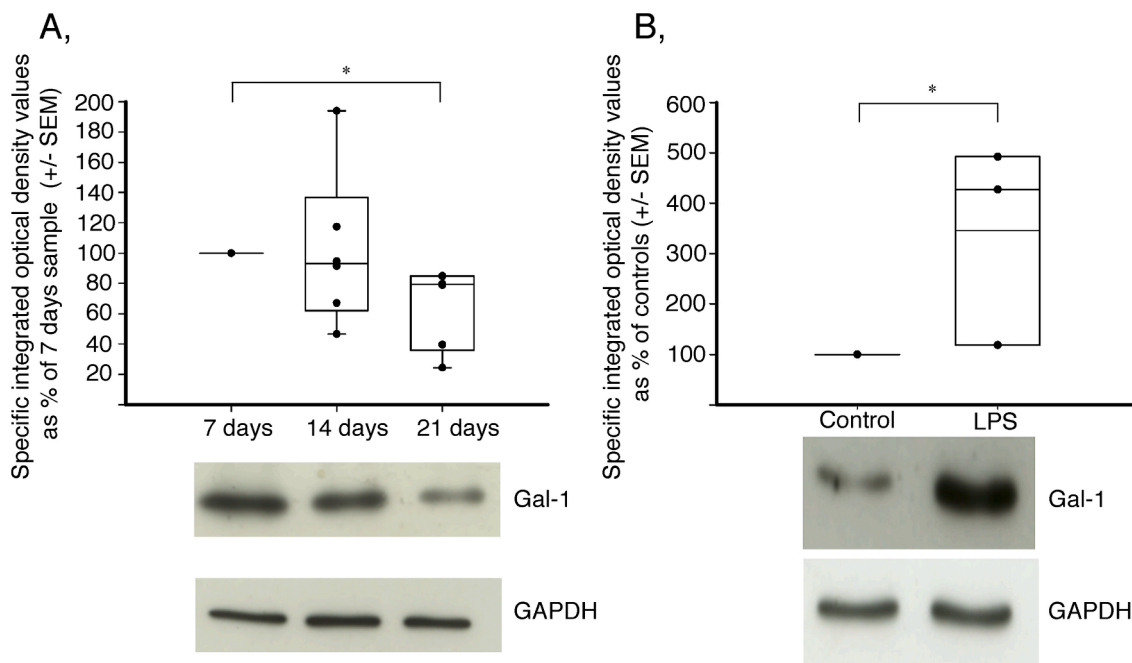 A,
Specific integrated optical density values
as % of 7 days sample (+/- SEM)
*
200
180
160
140
120
100
80
60
40
20
7 days 14 days 21 days
Gal-1
GAPDH
B,
Specific integrated optical density values
as % of controls (+/- SEM)
*
600
500
400
300
200
100
Control LPS
Gal-1
GAPDH